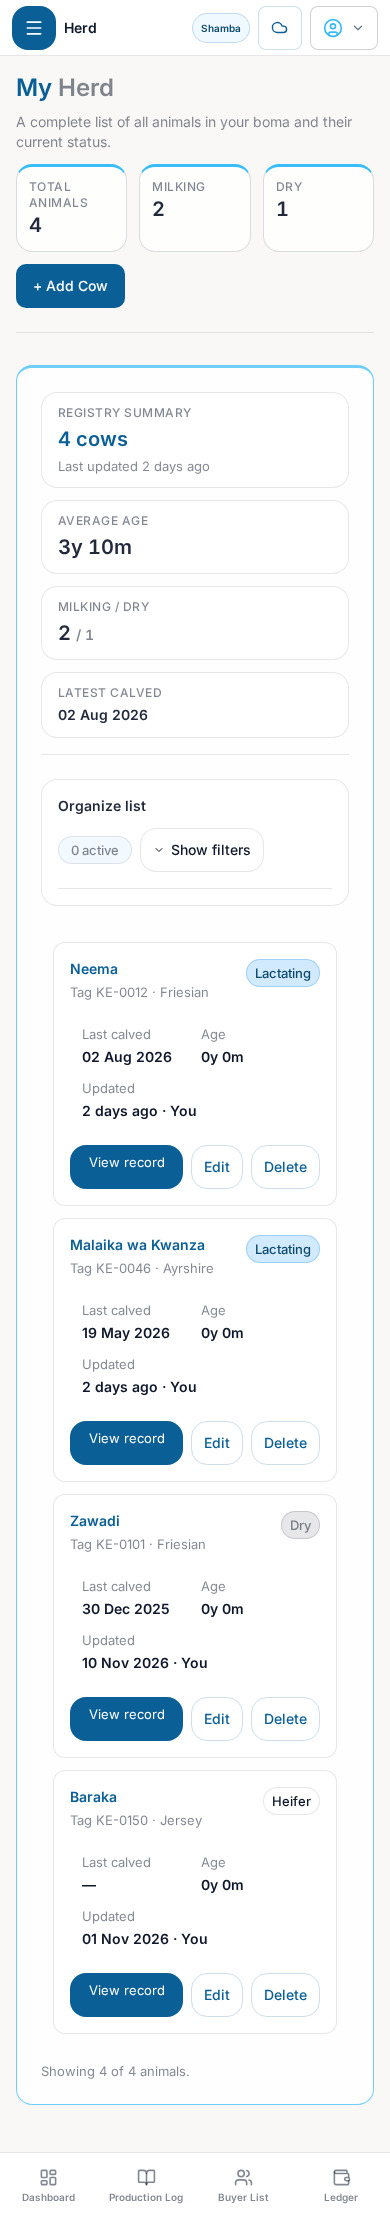 Herd
Shamba
My Herd
A complete list of all animals in your boma and their
current status.
TOTAL
ANIMALS
4
MILKING
2
DRY
1
+ Add Cow
REGISTRY SUMMARY
4 cows
Last updated 2 days ago
AVERAGE AGE
3y 10m
MILKING / DRY
2 / 1
LATEST CALVED
02 Aug 2026
Organize list
0 active
Show filters
Neema
Lactating
Tag KE-0012 · Friesian
Last calved
Age
02 Aug 2026
0y 0m
Updated
2 days ago · You
View record
Edit
Delete
Malaika wa Kwanza
Lactating
Tag KE-0046 · Ayrshire
Last calved
Age
19 May 2026
0y 0m
Updated
2 days ago · You
View record
Edit
Delete
Zawadi
Dry
Tag KE-0101 · Friesian
Last calved
Age
30 Dec 2025
0y 0m
Updated
10 Nov 2026 · You
View record
Edit
Delete
Baraka
Heifer
Tag KE-0150 · Jersey
Last calved
Age
—
0y 0m
Updated
01 Nov 2026 · You
View record
Edit
Delete
Showing 4 of 4 animals.
Dashboard
Production Log
Buyer List
Ledger